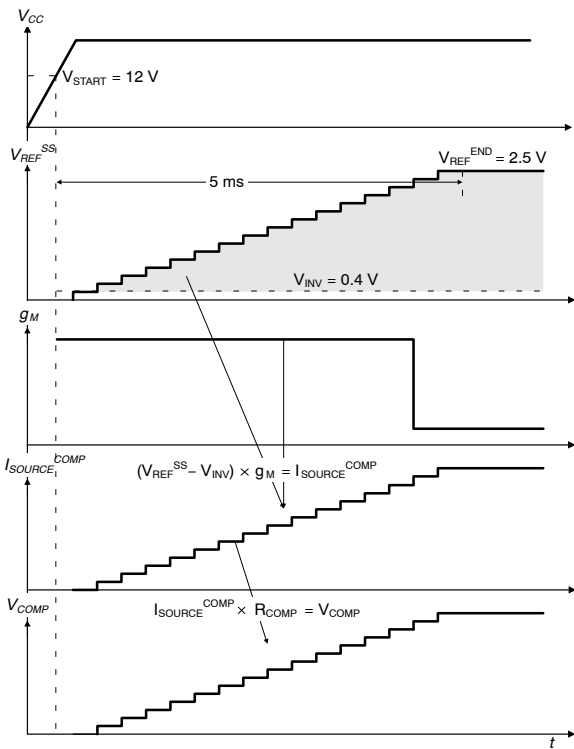 V_CC
V_START = 12 V
V_REF^SS
V_REF^END = 2.5 V
5 ms
V_INV = 0.4 V
g_M
I_SOURCE^COMP
(V_REF^SS – V_INV) × g_M = I_SOURCE^COMP
V_COMP
I_SOURCE^COMP × R_COMP = V_COMP
t